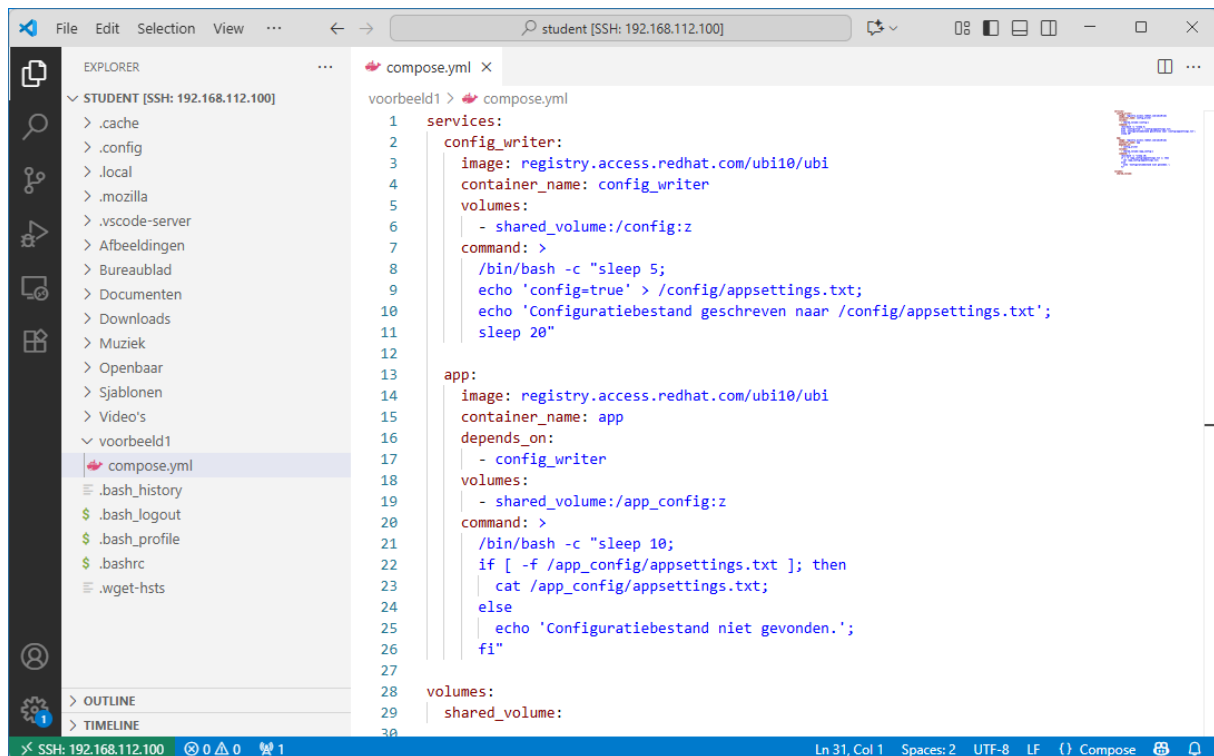 File Edit Selection View ··· ← → student [SSH: 192.168.112.100]
EXPLORER ···
STUDENT [SSH: 192.168.112.100]
> .cache
> .config
> .local
> .mozilla
> .vscode-server
> Afbeeldingen
> Bureaublad
> Documenten
> Downloads
> Muziek
> Openbaar
> Sjablonen
> Video's
voorbeeld1
compose.yml
.bash_history
$ .bash_logout
$ .bash_profile
$ .bashrc
.wget-hsts
> OUTLINE
> TIMELINE
compose.yml ×
voorbeeld1 > compose.yml
1 services:
2   config_writer:
3     image: registry.access.redhat.com/ubi10/ubi
4     container_name: config_writer
5     volumes:
6       - shared_volume:/config:z
7     command: >
8       /bin/bash -c "sleep 5;
9       echo 'config=true' > /config/appsettings.txt;
10       echo 'Configuratiebestand geschreven naar /config/appsettings.txt';
11       sleep 20"
12
13   app:
14     image: registry.access.redhat.com/ubi10/ubi
15     container_name: app
16     depends_on:
17       - config_writer
18     volumes:
19       - shared_volume:/app_config:z
20     command: >
21       /bin/bash -c "sleep 10;
22       if [ -f /app_config/appsettings.txt ]; then
23         cat /app_config/appsettings.txt;
24       else
25         echo 'Configuratiebestand niet gevonden.';
26       fi"
27
28 volumes:
29   shared_volume:
30
1
SSH: 192.168.112.100 0 0 1 Ln 31, Col 1 Spaces: 2 UTF-8 LF {} Compose